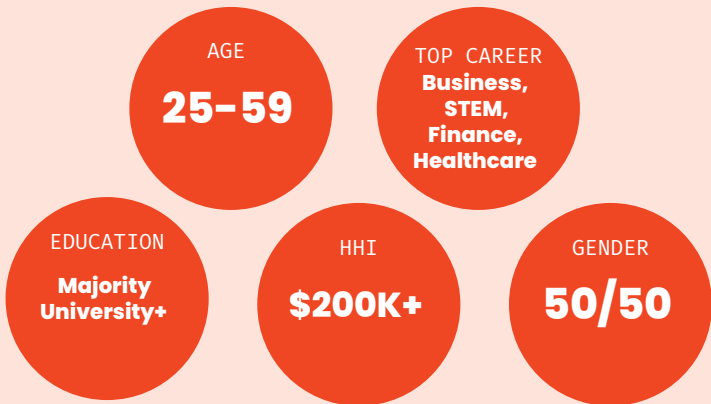 AGE
25-59
TOP CAREER
Business,
STEM,
Finance,
Healthcare
EDUCATION
Majority
University+
HHI
$200K+
GENDER
50/50